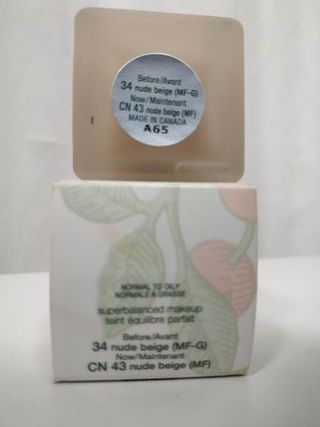 Before/Avant
34 nude beige (MF-G)
Now/Maintenant
CN 43 nude beige (MF)
MADE IN CANADA
A65
NORMAL TO OILY
NORMALE À GRASSE
superbalanced makeup
teint équilibre parfait
Before/Avant
34 nude beige (MF-G)
Now/Maintenant
CN 43 nude beige (MF)